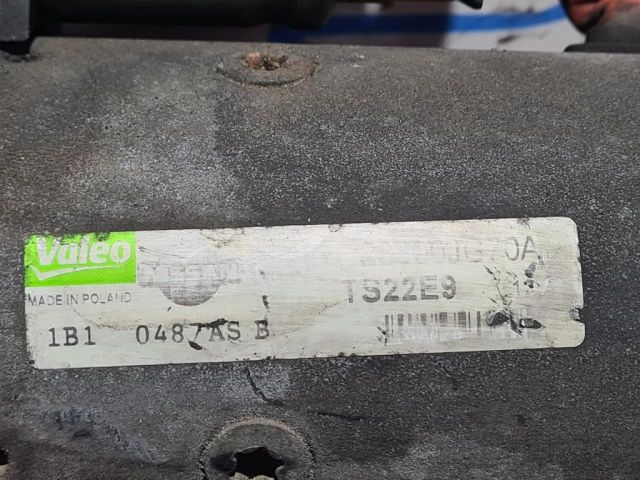 Valeo
MADE IN POLAND
TS22E9
1B1 0487AS B